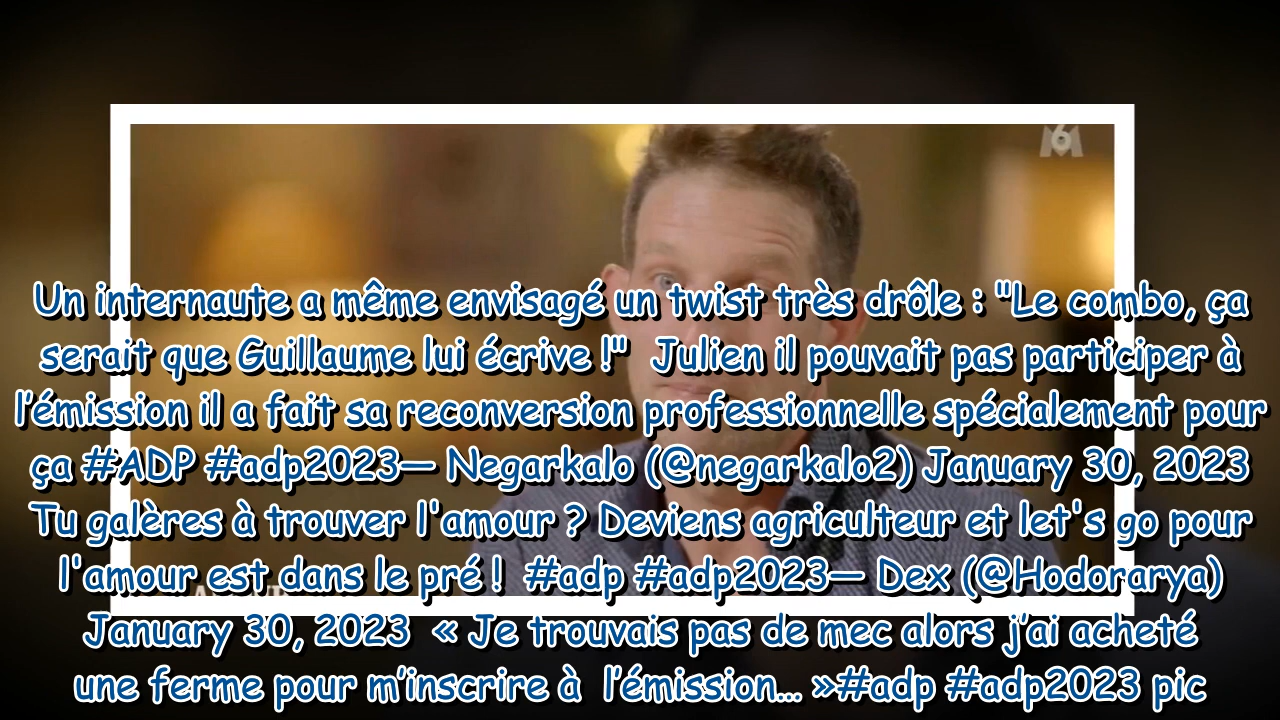 M6
Un internaute a même envisagé un twist très drôle : "Le combo, ça
serait que Guillaume lui écrive !"  Julien il pouvait pas participer à
l’émission il a fait sa reconversion professionnelle spécialement pour
ça #ADP #adp2023— Negarkalo (@negarkalo2) January 30, 2023
Tu galères à trouver l'amour ? Deviens agriculteur et let's go pour
l'amour est dans le pré !  #adp #adp2023— Dex (@Hodorarya)
January 30, 2023  « Je trouvais pas de mec alors j’ai acheté
une ferme pour m’inscrire à  l’émission... »#adp #adp2023 pic